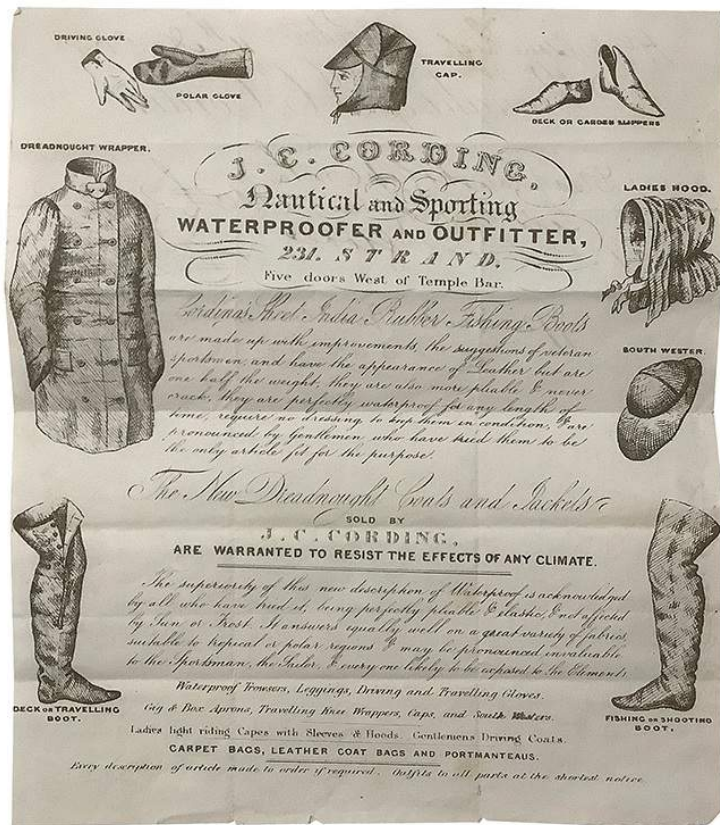 DRIVING GLOVE
POLAR GLOVE
TRAVELLING
CAP.
DECK OR GARDEN SLIPPERS
DREADNOUGHT WRAPPER.
J. C. CORDING,
Nautical and Sporting
WATERPROOFER AND OUTFITTER,
231. STRAND.
Five doors West of Temple Bar.
LADIES HOOD.
Cording's Sheet India Rubber Fishing Boots
are made up with improvements, the suggestions of veteran
sportsmen, and have the appearance of Leather but are
one half the weight, they are also more pliable & never
crack, they are perfectly waterproof for any length of
time, require no dressing to keep them in condition, & are
pronounced by Gentlemen who have tried them to be
the only article fit for the purpose.
SOUTH WESTER.
The New Dreadnought Coats and Jackets
SOLD BY
J. C. CORDING,
ARE WARRANTED TO RESIST THE EFFECTS OF ANY CLIMATE.
The superiority of this new description of Waterproof is acknowledged
by all who have tried it, being perfectly pliable & elastic, & not affected
by Sun or Frost. It answers equally well on a great variety of fabrics,
suitable to tropical or polar regions & may be pronounced invaluable
to the Sportsman, the Sailor, & every one likely to be exposed to the Elements
DECK OR TRAVELLING
BOOT.
FISHING OR SHOOTING
BOOT.
Waterproof Trowsers, Leggings, Driving and Travelling Gloves.
Gig & Box Aprons, Travelling Knee Wrappers, Caps, and South Westers.
Ladies light riding Capes with Sleeves & Hoods. Gentlemens Driving Coats.
CARPET BAGS, LEATHER COAT BAGS AND PORTMANTEAUS.
Every description of article made to order if required. Outfits to all parts at the shortest notice.